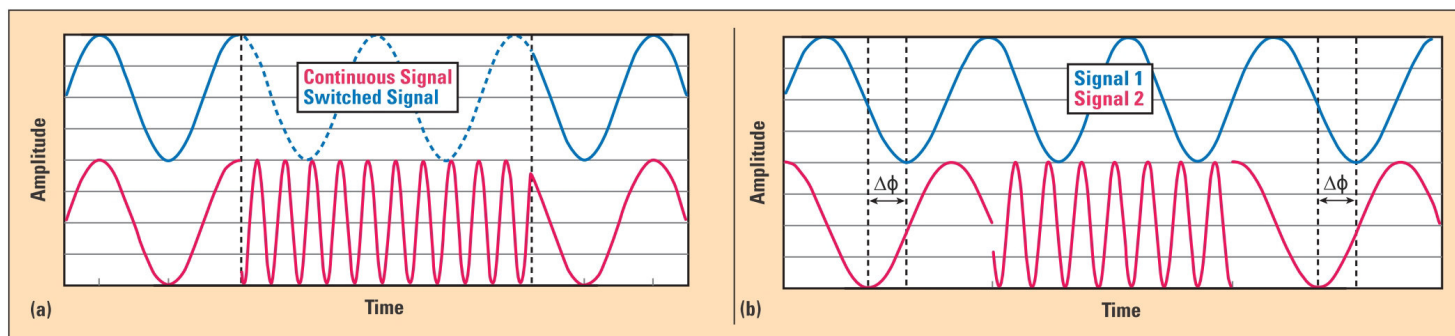 Amplitude
Continuous Signal
Switched Signal
Time
(a)
Amplitude
Signal 1
Signal 2
Δϕ
Δϕ
Time
(b)